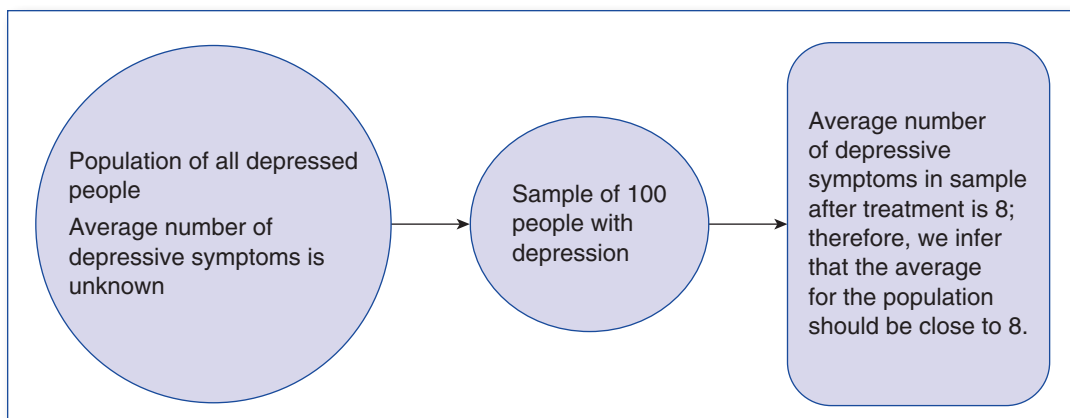 Population of all depressed
people
Average number of
depressive symptoms is
unknown
Sample of 100
people with
depression
Average number
of depressive
symptoms in sample
after treatment is 8;
therefore, we infer
that the average
for the population
should be close to 8.